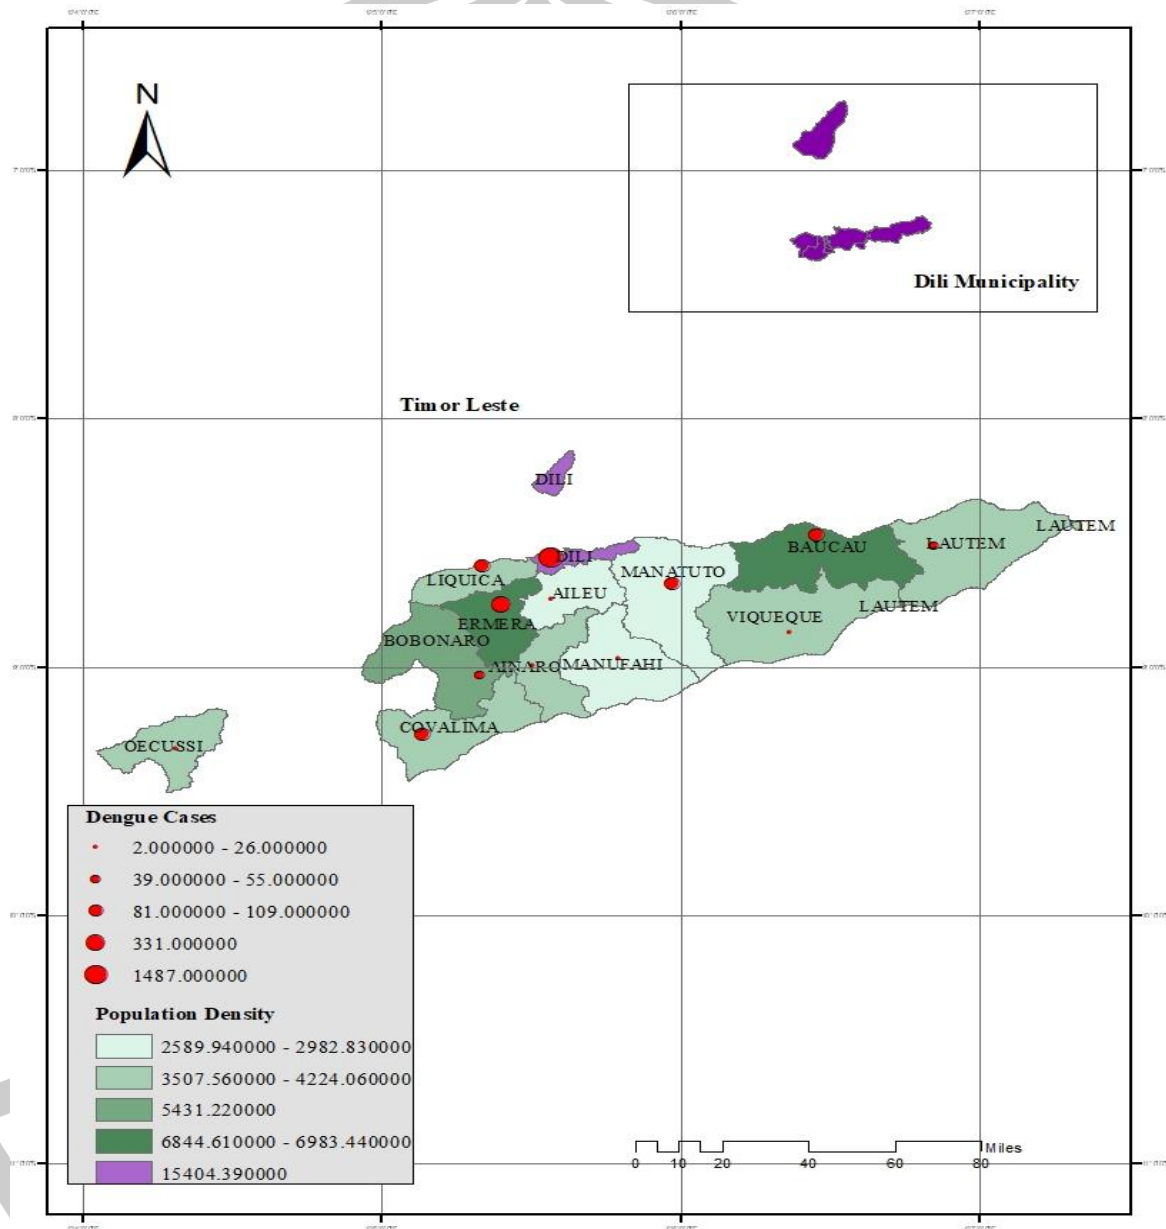 N
Dili Municipality
Timor Leste
DILI
LAUTEM
BAUCAU
LAUTEM
DILI
MANATUTO
LIQUICA
AILEU
LAUTEM
VIQUEQUE
ERMERA
BOBONARO
AINARO
MANUFAHI
COVALIMA
OECUSSI
Dengue Cases
2.000000 - 26.000000
39.000000 - 55.000000
81.000000 - 109.000000
331.000000
1487.000000
Population Density
2589.940000 - 2982.830000
3507.560000 - 4224.060000
5431.220000
6844.610000 - 6983.440000
15404.390000
Miles
0 10 20 40 60 80